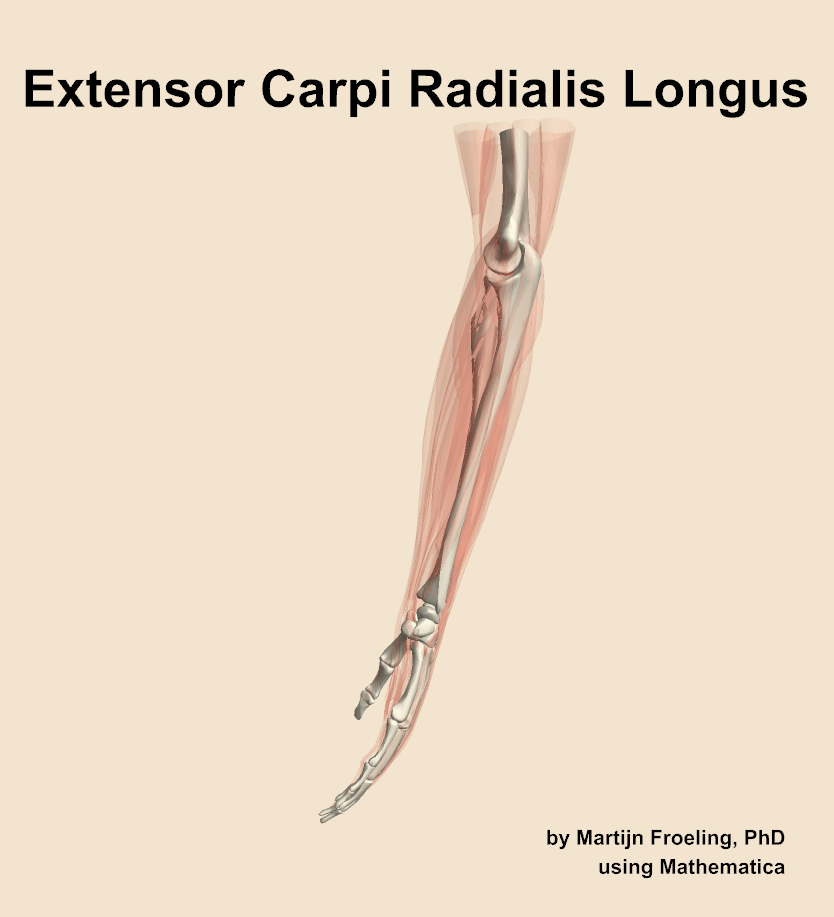 Extensor Carpi Radialis Longus
by Martijn Froeling, PhD
using Mathematica